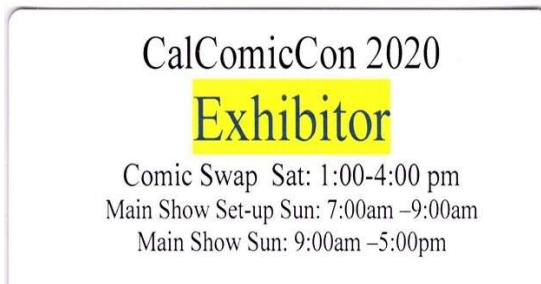 CalComicCon 2020
Exhibitor
Comic Swap  Sat: 1:00-4:00 pm
Main Show Set-up Sun: 7:00am –9:00am
Main Show Sun: 9:00am –5:00pm